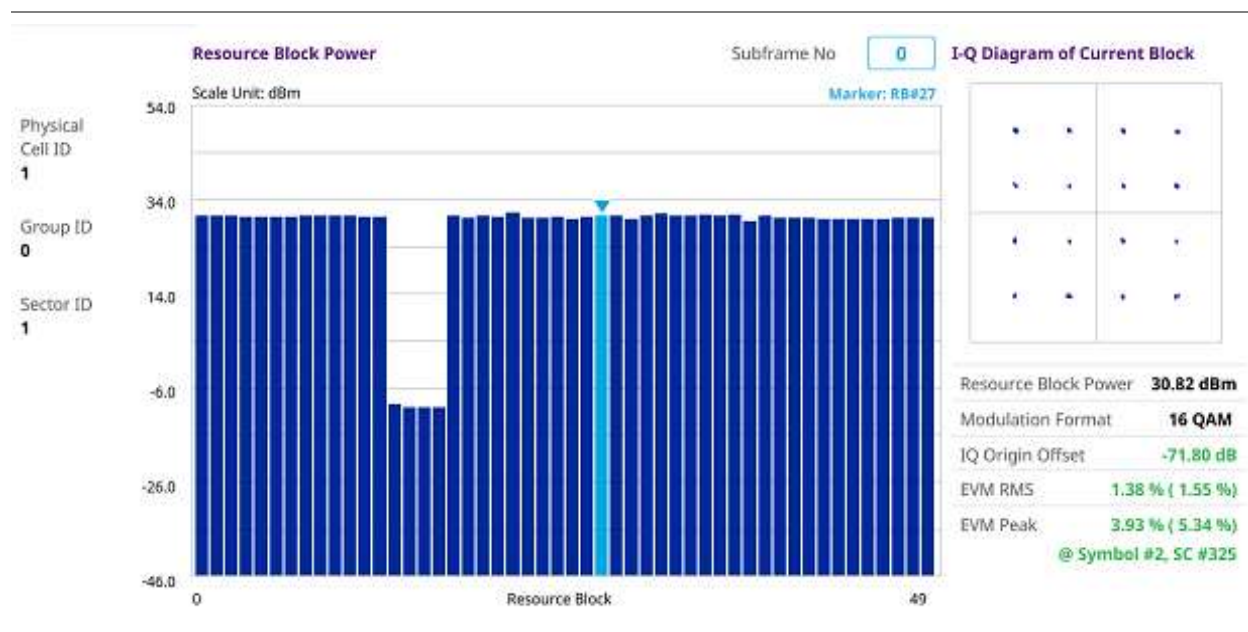 Resource Block Power
Subframe No 0
I-Q Diagram of Current Block
Scale Unit: dBm
Marker: RB#27
Physical
Cell ID
1
Group ID
0
Sector ID
1
54.0
34.0
14.0
-6.0
-26.0
-46.0
0
Resource Block
49
Resource Block Power 30.82 dBm
Modulation Format 16 QAM
IQ Origin Offset -71.80 dB
EVM RMS 1.38 % ( 1.55 %)
EVM Peak 3.93 % ( 5.34 %)
@ Symbol #2, SC #325